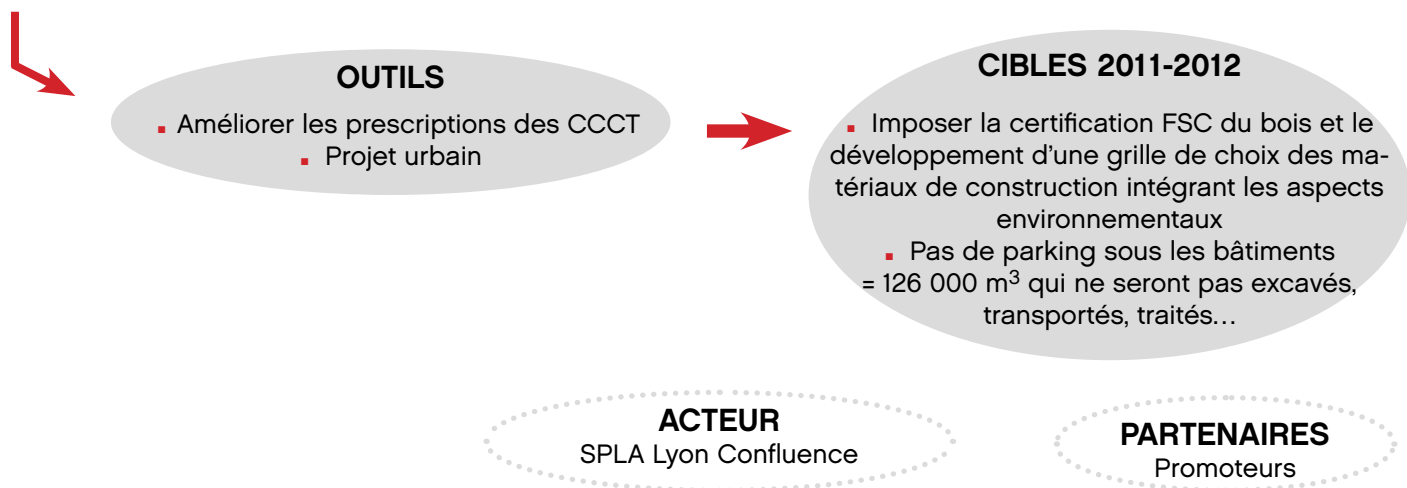 OUTILS
▪ Améliorer les prescriptions des CCCT
▪ Projet urbain
CIBLES 2011-2012
▪ Imposer la certification FSC du bois et le
développement d'une grille de choix des ma-
tériaux de construction intégrant les aspects
environnementaux
▪ Pas de parking sous les bâtiments
= 126 000 m³ qui ne seront pas excavés,
transportés, traités…
ACTEUR
SPLA Lyon Confluence
PARTENAIRES
Promoteurs